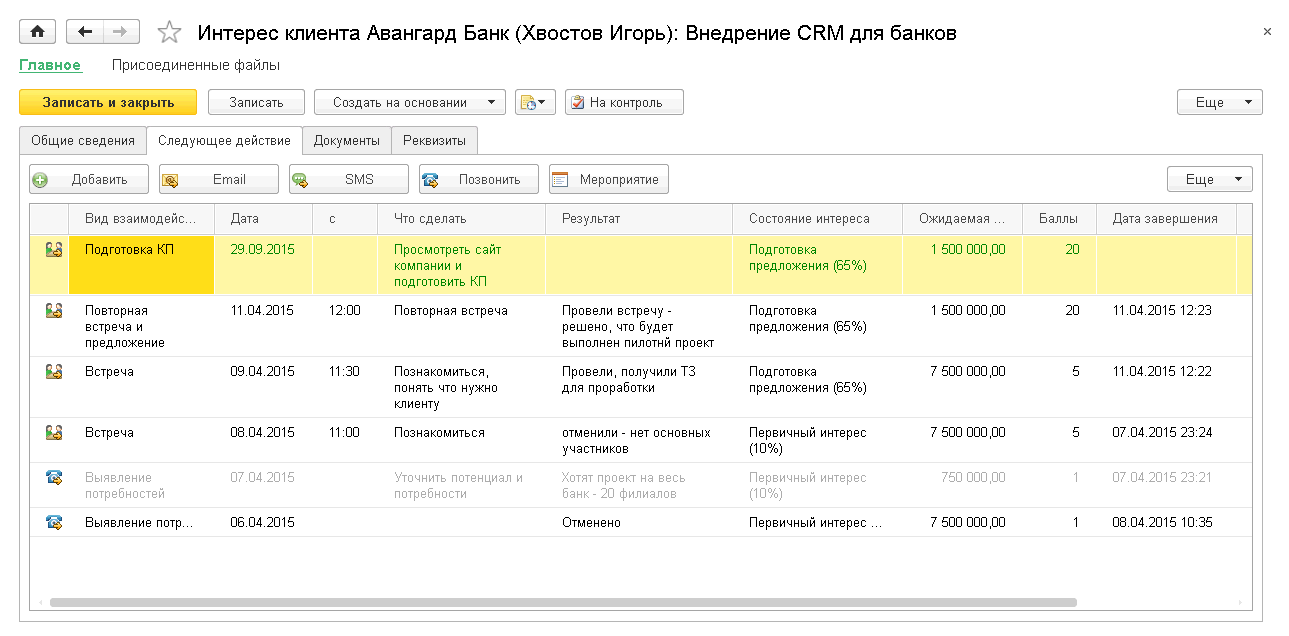 Интерес клиента Авангард Банк (Хвостов Игорь): Внедрение CRM для банков
Главное Присоединенные файлы
Записать и закрыть Записать Создать на основании На контроль Еще
Общие сведения Следующее действие Документы Реквизиты
Добавить Email SMS Позвонить Мероприятие Еще
Вид взаимодейс... Дата с Что сделать Результат Состояние интереса Ожидаемая ... Баллы Дата завершения
Подготовка КП 29.09.2015 Просмотреть сайт Подготовка 1 500 000,00 20
компании и предложения (65%)
подготовить КП
Повторная 11.04.2015 12:00 Повторная встреча Провели встречу - Подготовка 1 500 000,00 20 11.04.2015 12:23
встреча и решено, что будет предложения (65%)
предложение выполнен пилотнй проект
Встреча 09.04.2015 11:30 Познакомиться, Провели, получили ТЗ Подготовка 7 500 000,00 5 11.04.2015 12:22
понять что нужно для проработки предложения (65%)
клиенту
Встреча 08.04.2015 11:00 Познакомиться отменили - нет основных Первичный интерес 7 500 000,00 5 07.04.2015 23:24
участников (10%)
Выявление 07.04.2015 Уточнить потенциал и Хотят проект на весь Первичный интерес 750 000,00 1 07.04.2015 23:21
потребностей потребности банк - 20 филиалов (10%)
Выявление потр... 06.04.2015 Отменено Первичный интерес ... 7 500 000,00 1 08.04.2015 10:35